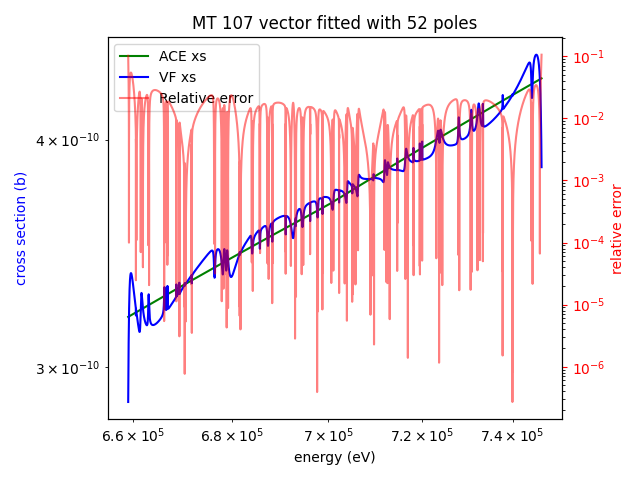 MT 107 vector fitted with 52 poles
ACE xs
VF xs
Relative error
4 × 10⁻¹⁰
3 × 10⁻¹⁰
cross section (b)
10⁻¹
10⁻²
10⁻³
10⁻⁴
10⁻⁵
10⁻⁶
relative error
6.6 × 10⁵ 6.8 × 10⁵ 7 × 10⁵ 7.2 × 10⁵ 7.4 × 10⁵
energy (eV)